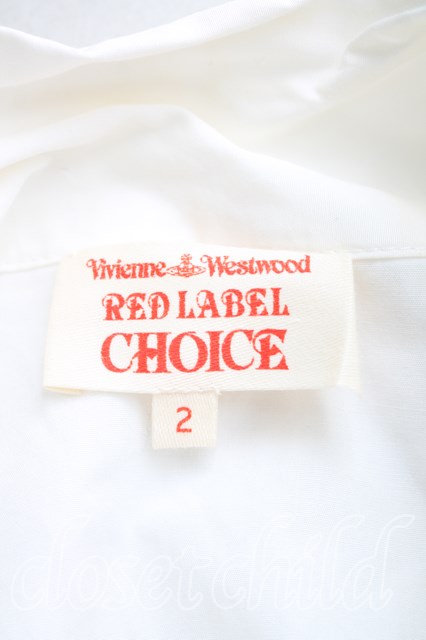 Vivienne Westwood
RED LABEL
CHOICE
2
closetchild